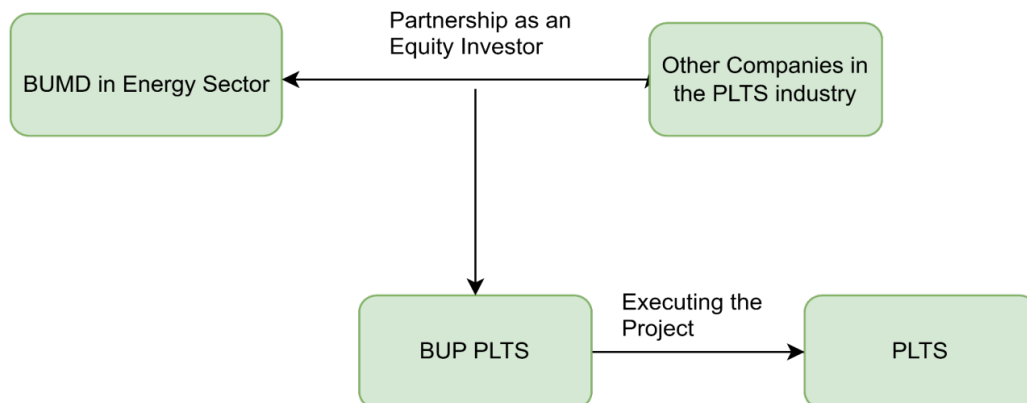 Partnership as an
Equity Investor
BUMD in Energy Sector
Other Companies in
the PLTS industry
Executing the
Project
BUP PLTS
PLTS